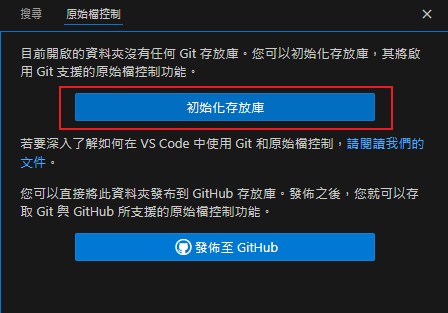 搜尋 原始檔控制
目前開啟的資料夾沒有任何 Git 存放庫。您可以初始化存放庫，其將啟
用 Git 支援的原始檔控制功能。
初始化存放庫
若要深入了解如何在 VS Code 中使用 Git 和原始檔控制，請閱讀我們的
文件。
您可以直接將此資料夾發布到 GitHub 存放庫。發佈之後，您就可以存
取 Git 與 GitHub 所支援的原始檔控制功能。
發佈至 GitHub